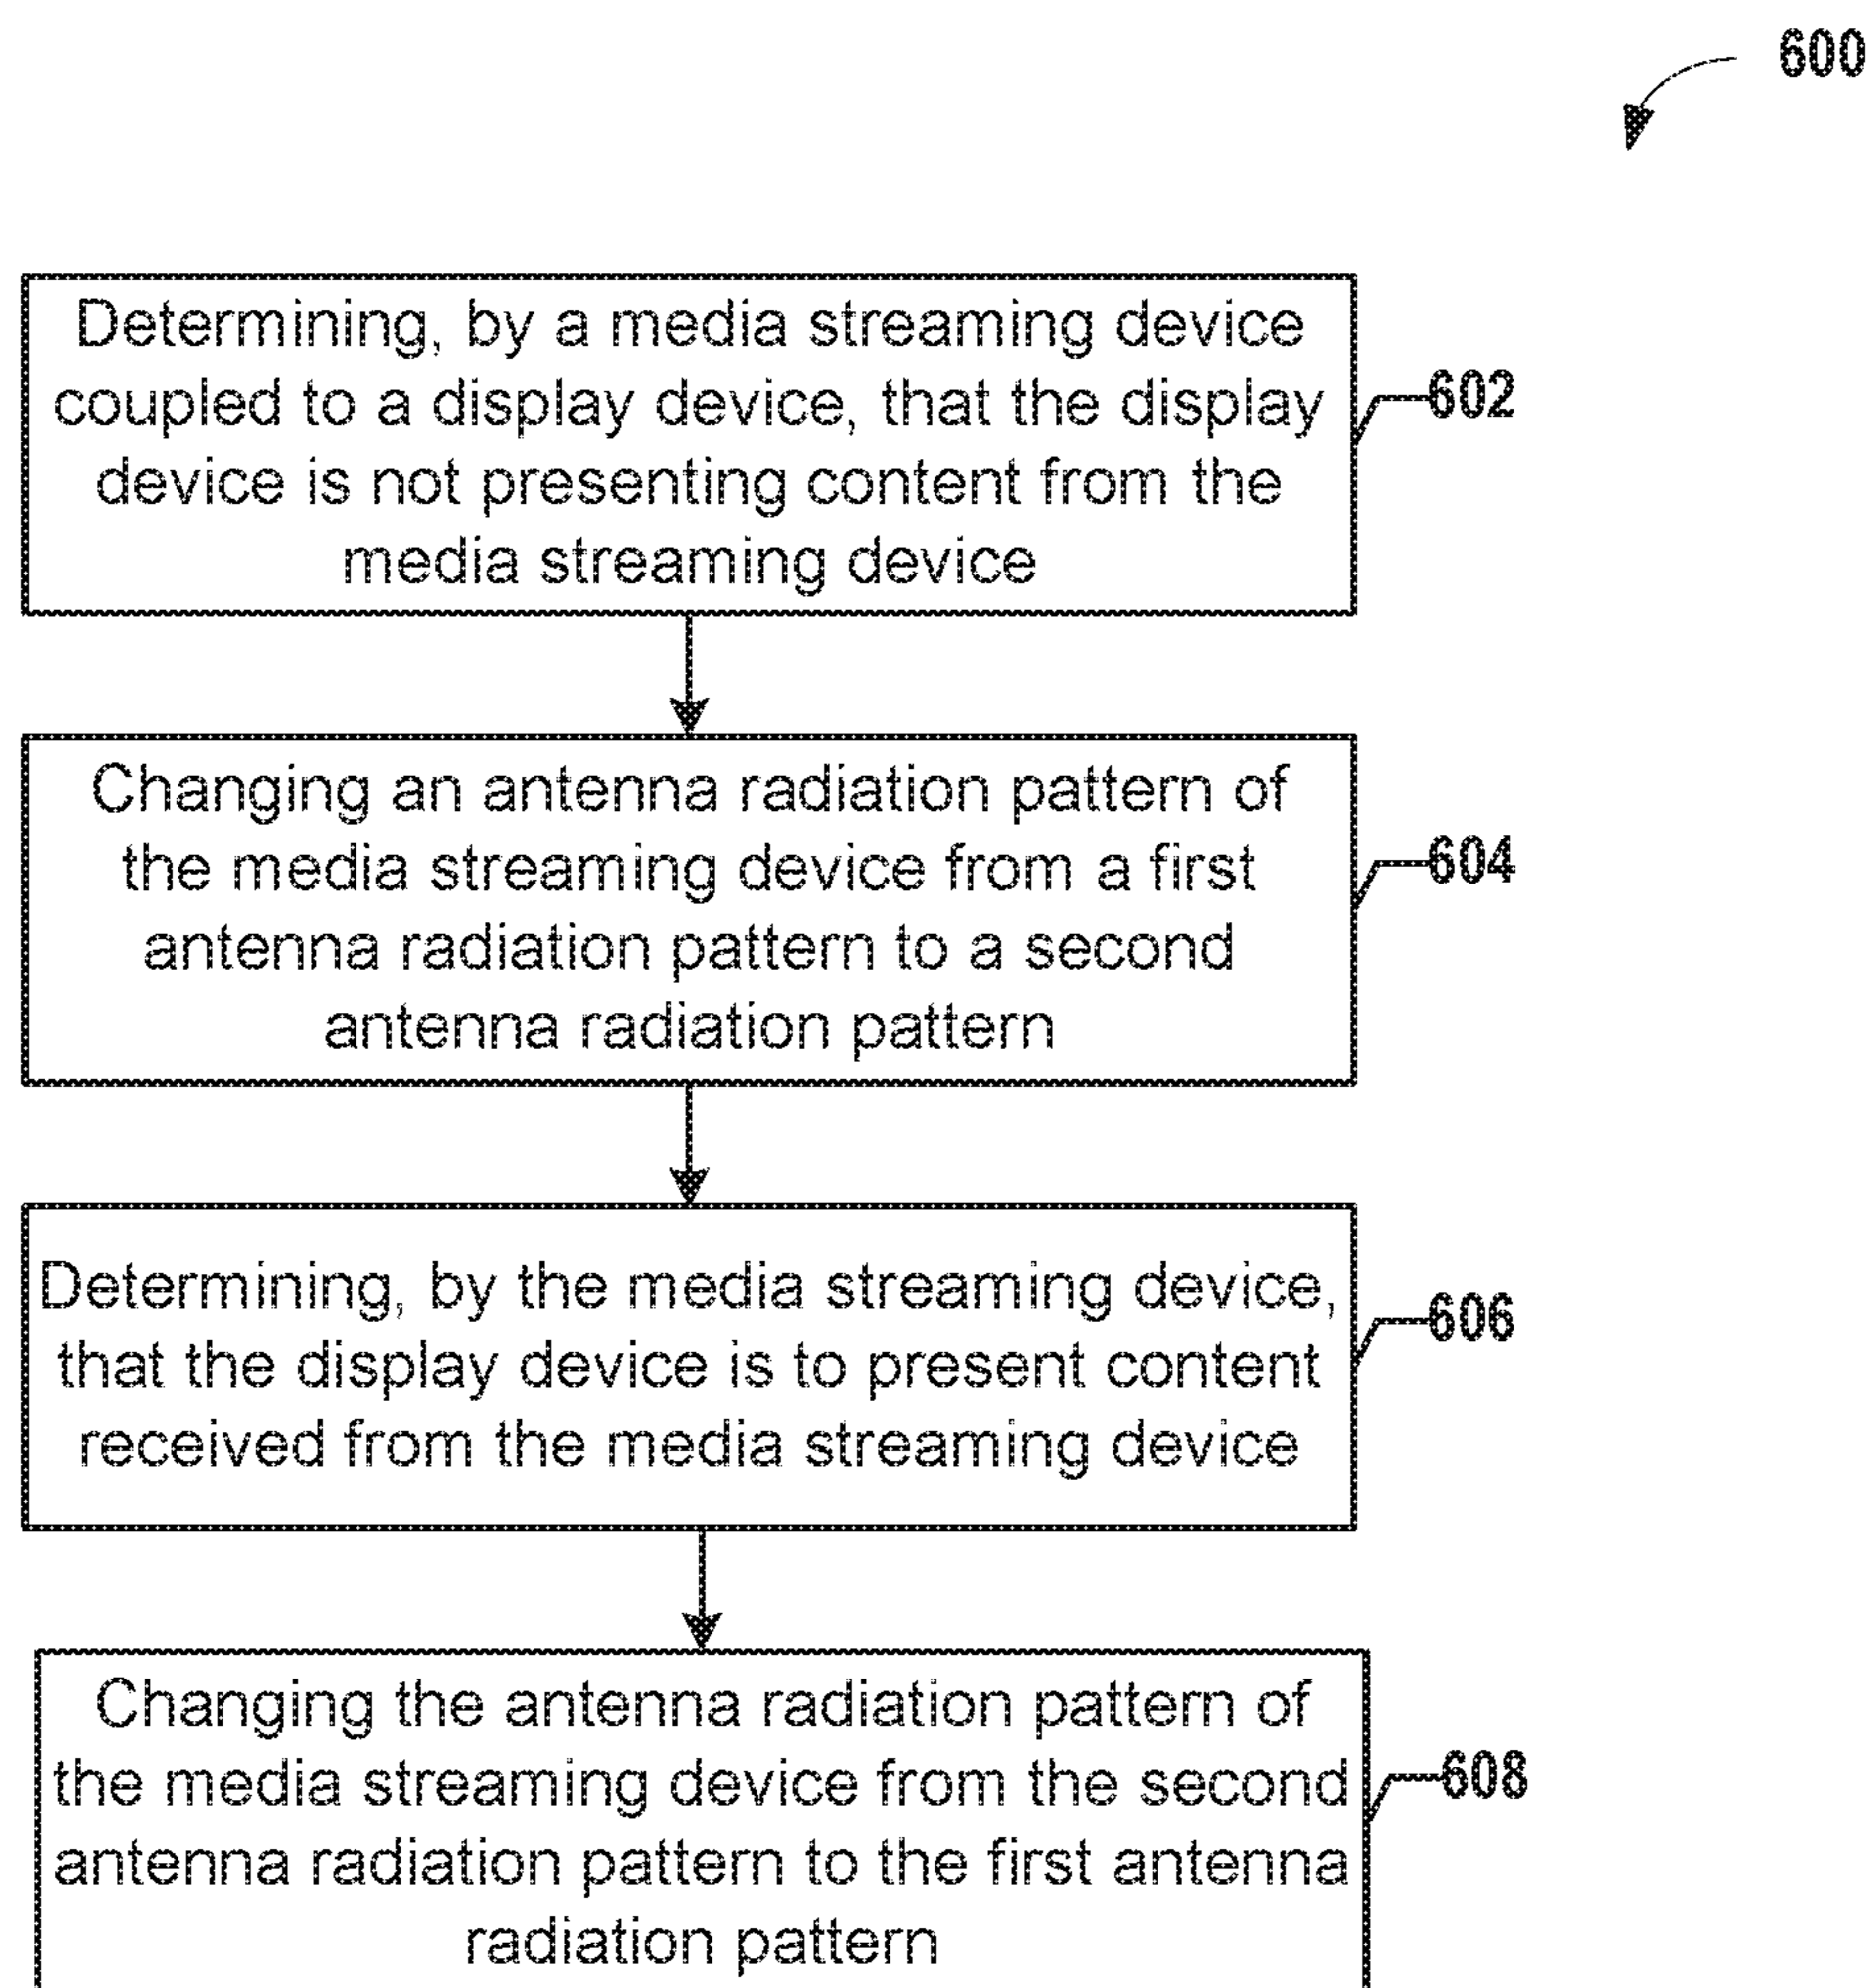 600
Determining, by a media streaming device
coupled to a display device, that the display
device is not presenting content from the
media streaming device
602
Changing an antenna radiation pattern of
the media streaming device from a first
antenna radiation pattern to a second
antenna radiation pattern
604
Determining, by the media streaming device,
that the display device is to present content
received from the media streaming device
606
Changing the antenna radiation pattern of
the media streaming device from the second
antenna radiation pattern to the first antenna
radiation pattern
608